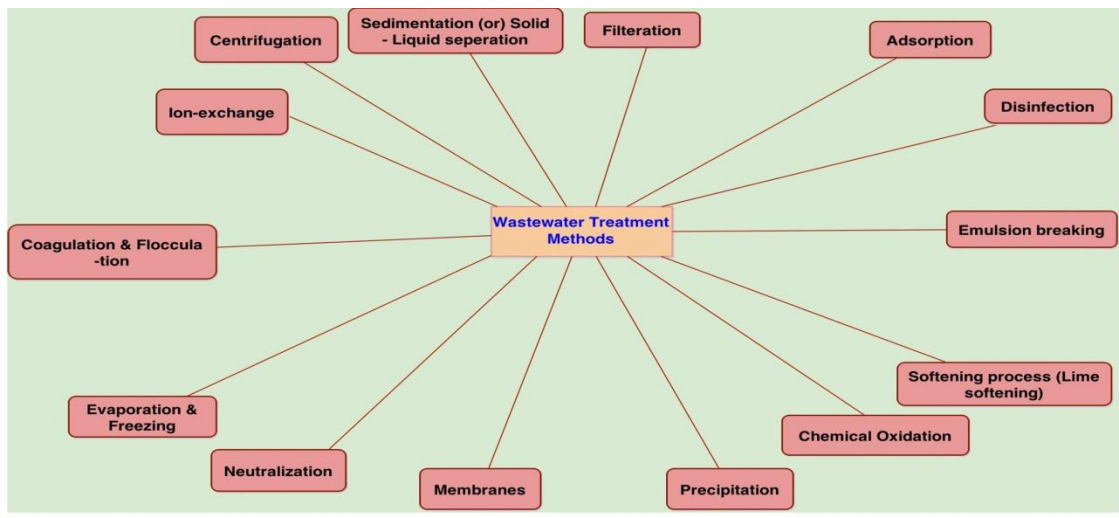 Centrifugation
Sedimentation (or) Solid
- Liquid seperation
Filteration
Adsorption
Ion-exchange
Disinfection
Wastewater Treatment
Methods
Coagulation & Floccula
-tion
Emulsion breaking
Softening process (Lime
softening)
Evaporation &
Freezing
Chemical Oxidation
Neutralization
Membranes
Precipitation